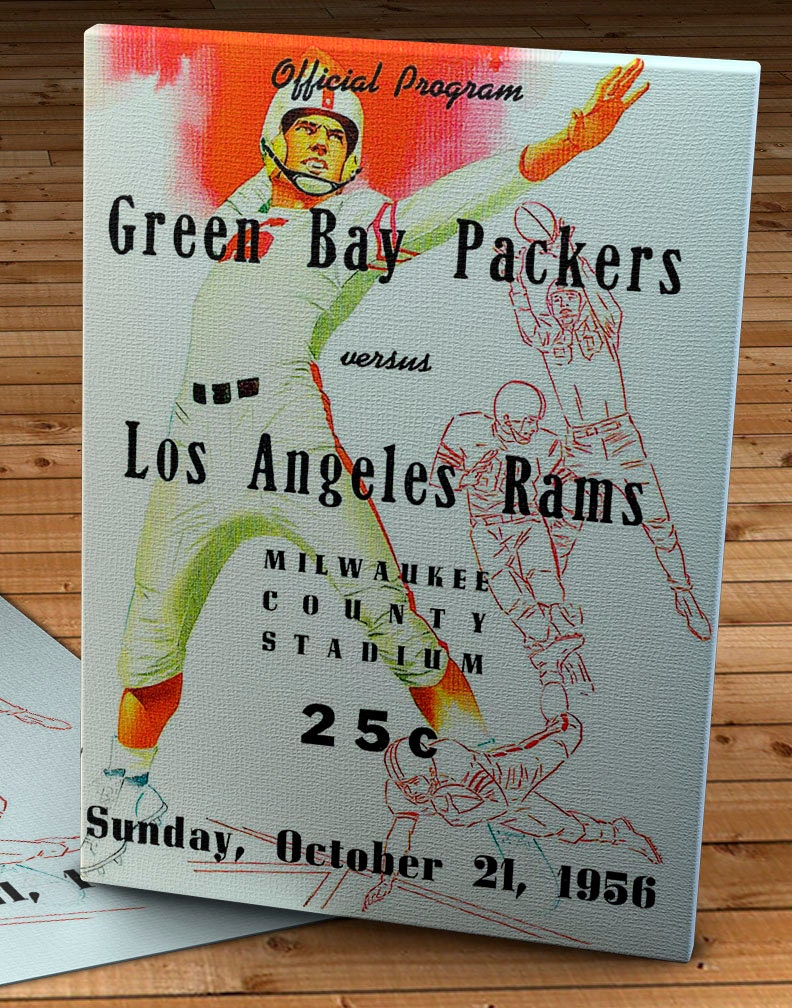 Official Program
Green Bay Packers
versus
Los Angeles Rams
MILWAUKEE
COUNTY
STADIUM
25c
Sunday, October 21, 1956